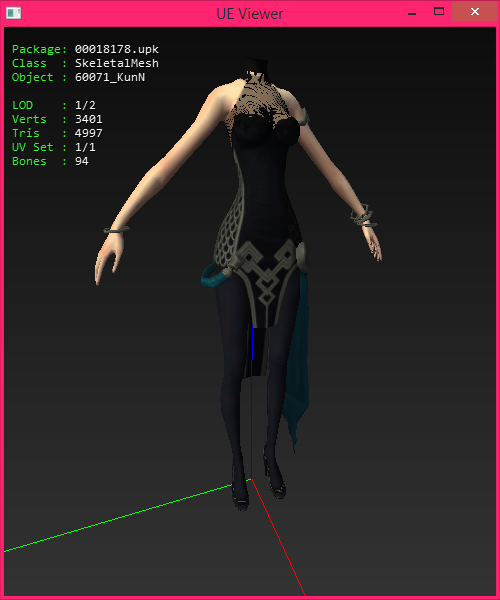 UE Viewer
Package: 00018178.upk
Class  : SkeletalMesh
Object : 60071_KunN
LOD    : 1/2
Verts  : 3401
Tris   : 4997
UV Set : 1/1
Bones  : 94